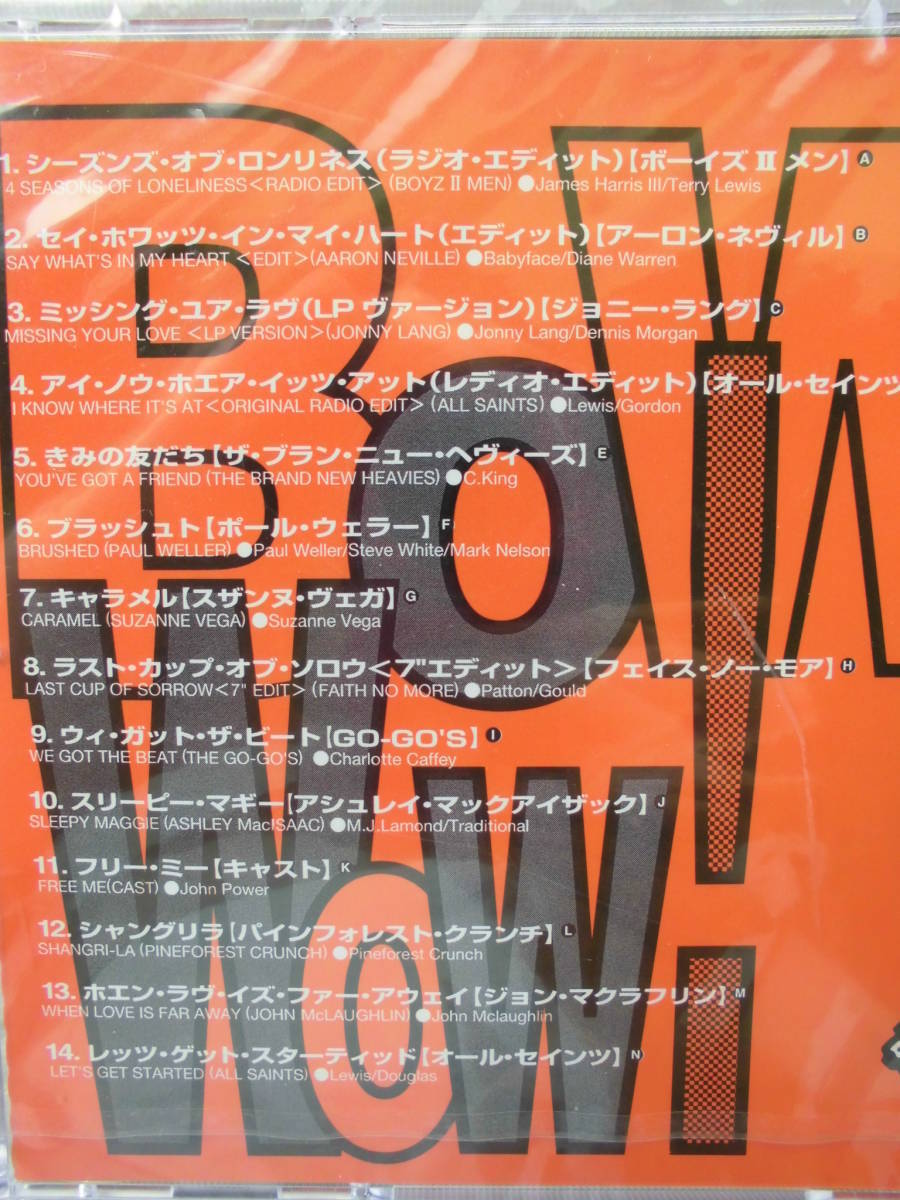 1. シーズンズ・オブ・ロンリネス（ラジオ・エディット）【ボーイズ II メン】 A
4 SEASONS OF LONELINESS＜RADIO EDIT＞ (BOYZ II MEN) ●James Harris III/Terry Lewis
2. セイ・ホワッツ・イン・マイ・ハート（エディット）【アーロン・ネヴィル】 B
SAY WHAT'S IN MY HEART ＜EDIT＞(AARON NEVILLE) ●Babyface/Diane Warren
3. ミッシング・ユア・ラヴ（LP ヴァージョン）【ジョニー・ラング】 C
MISSING YOUR LOVE ＜LP VERSION＞(JONNY LANG) ●Jonny Lang/Dennis Morgan
4. アイ・ノウ・ホエア・イッツ・アット（レディオ・エディット）【オール・セインツ
I KNOW WHERE IT'S AT＜ORIGINAL RADIO EDIT＞ (ALL SAINTS) ●Lewis/Gordon
5. きみの友だち【ザ・ブラン・ニュー・ヘヴィーズ】 E
YOU'VE GOT A FRIEND (THE BRAND NEW HEAVIES) ●C.King
6. ブラッシュト【ポール・ウェラー】 F
BRUSHED (PAUL WELLER) ●Paul Weller/Steve White/Mark Nelson
7. キャラメル【スザンヌ・ヴェガ】 G
CARAMEL (SUZANNE VEGA) ●Suzanne Vega
8. ラスト・カップ・オブ・ソロウ＜7"エディット＞【フェイス・ノー・モア】 H
LAST CUP OF SORROW＜7" EDIT＞ (FAITH NO MORE) ●Patton/Gould
9. ウィ・ガット・ザ・ビート【GO-GO'S】 I
WE GOT THE BEAT (THE GO-GO'S) ●Charlotte Caffey
10. スリーピー・マギー【アシュレイ・マックアイザック】 J
SLEEPY MAGGIE (ASHLEY MacISAAC) ●M.J.Lamond/Traditional
11. フリー・ミー【キャスト】 K
FREE ME(CAST) ●John Power
12. シャングリラ【パインフォレスト・クランチ】 L
SHANGRI-LA (PINEFOREST CRUNCH) ●Pineforest Crunch
13. ホエン・ラヴ・イズ・ファー・アウェイ【ジョン・マクラフリン】 M
WHEN LOVE IS FAR AWAY (JOHN McLAUGHLIN) ●John Mclaughlin
14. レッツ・ゲット・スターティッド【オール・セインツ】 N
LET'S GET STARTED (ALL SAINTS) ●Lewis/Douglas
BoW
WoW!